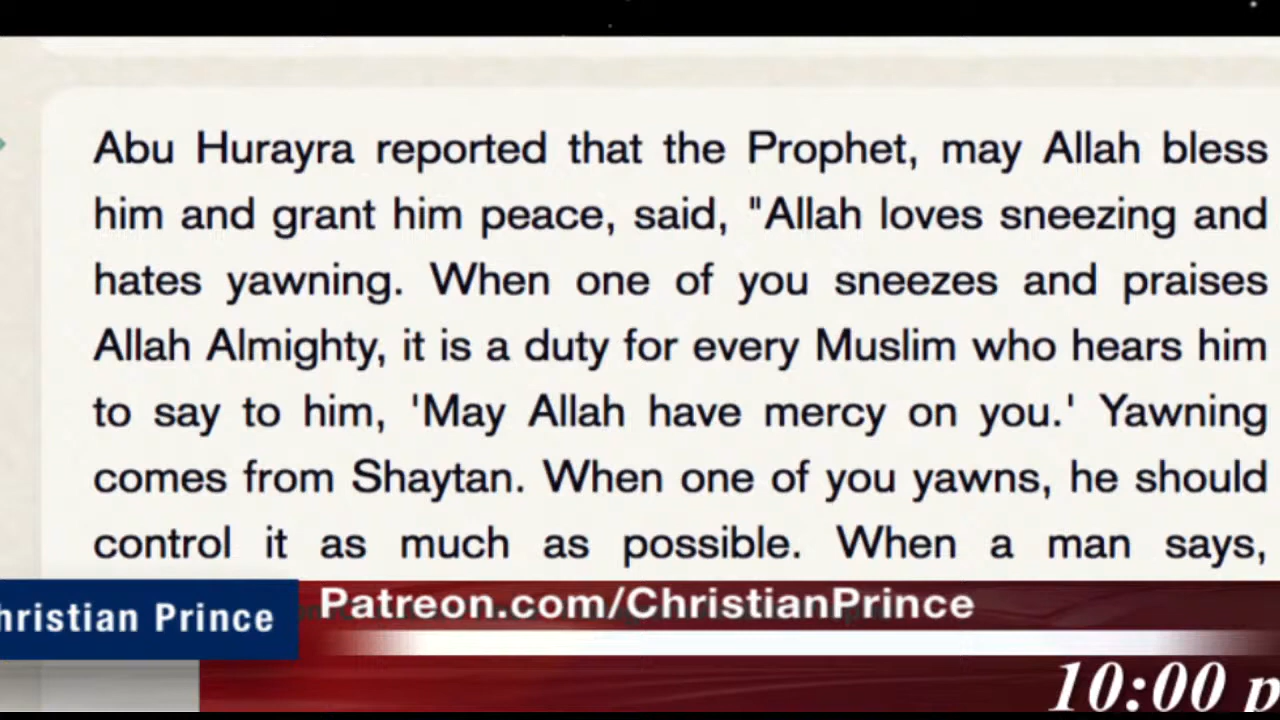 Abu Hurayra reported that the Prophet, may Allah bless
him and grant him peace, said, "Allah loves sneezing and
hates yawning. When one of you sneezes and praises
Allah Almighty, it is a duty for every Muslim who hears him
to say to him, 'May Allah have mercy on you.' Yawning
comes from Shaytan. When one of you yawns, he should
control it as much as possible. When a man says,
hristian Prince
Patreon.com/ChristianPrince
10:00 p